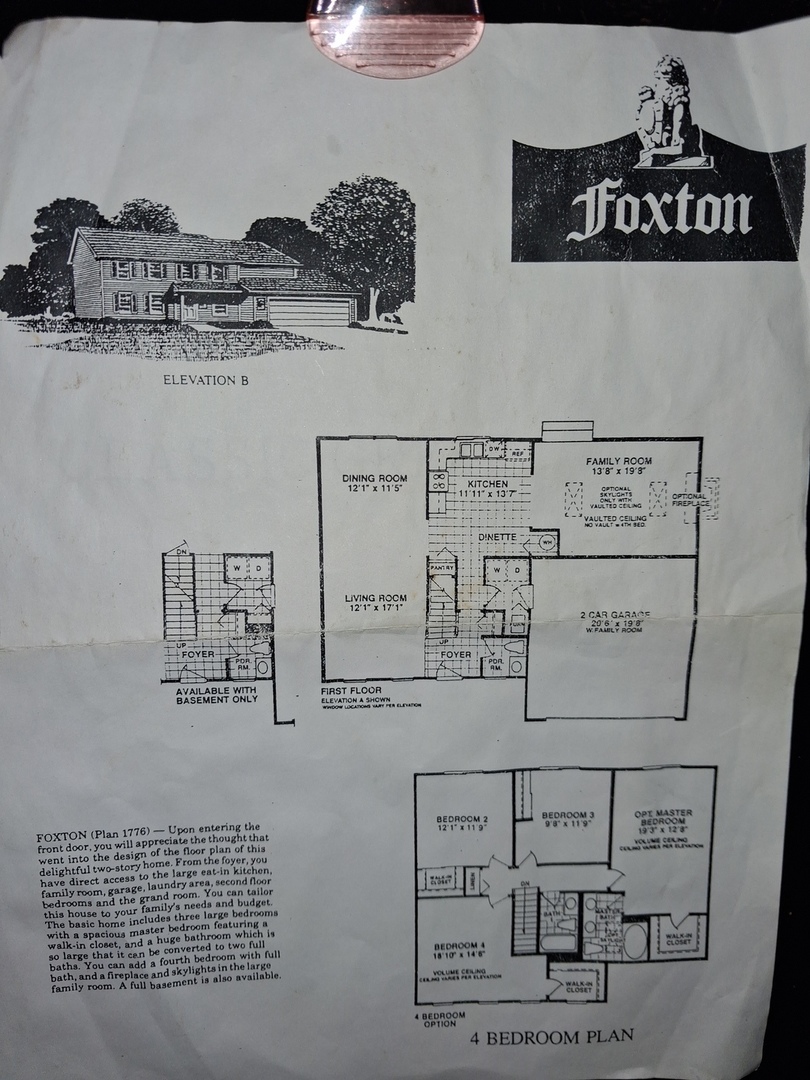 Foxton
ELEVATION B
DINING ROOM
12'1" x 11'5"
DW
REF
KITCHEN
11'11" x 13'7"
FAMILY ROOM
13'8" x 19'8"
OPTIONAL
SKYLIGHTS
ONLY WITH
VAULTED CEILING
OPTIONAL
FIREPLACE
VAULTED CEILING
NO VAULT w 4TH BED.
DINETTE
WH
PANTRY
W
D
LIVING ROOM
12'1" x 17'1"
2 CAR GARAGE
20'6" x 19'8"
W/FAMILY ROOM
UP
FOYER
PDR.
RM.
FURN
DN
W
D
UP
FOYER
PDR.
RM.
AVAILABLE WITH
BASEMENT ONLY
FIRST FLOOR
ELEVATION A SHOWN
WINDOW LOCATIONS VARY PER ELEVATION
BEDROOM 2
12'1" x 11'9"
BEDROOM 3
9'8" x 11'9"
OPT. MASTER
BEDROOM
19'3" x 12'8"
VOLUME CEILING
CEILING VARIES PER ELEVATION
WALK-IN
CLOSET
LINEN
DN
BATH
MASTER
BATH
WALK-IN
CLOSET
BEDROOM 4
18'10" x 14'6"
VOLUME CEILING
CEILING VARIES PER ELEVATION
WALK-IN
CLOSET
4 BEDROOM
OPTION
4 BEDROOM PLAN
FOXTON (Plan 1776) — Upon entering the
front door, you will appreciate the thought that
went into the design of the floor plan of this
delightful two-story home. From the foyer, you
have direct access to the large eat-in kitchen,
family room, garage, laundry area, second floor
bedrooms and the grand room. You can tailor
this house to your family's needs and budget.
The basic home includes three large bedrooms
with a spacious master bedroom featuring a
walk-in closet, and a huge bathroom which is
so large that it can be converted to two full
baths. You can add a fourth bedroom with full
bath, and a fireplace and skylights in the large
family room. A full basement is also available.